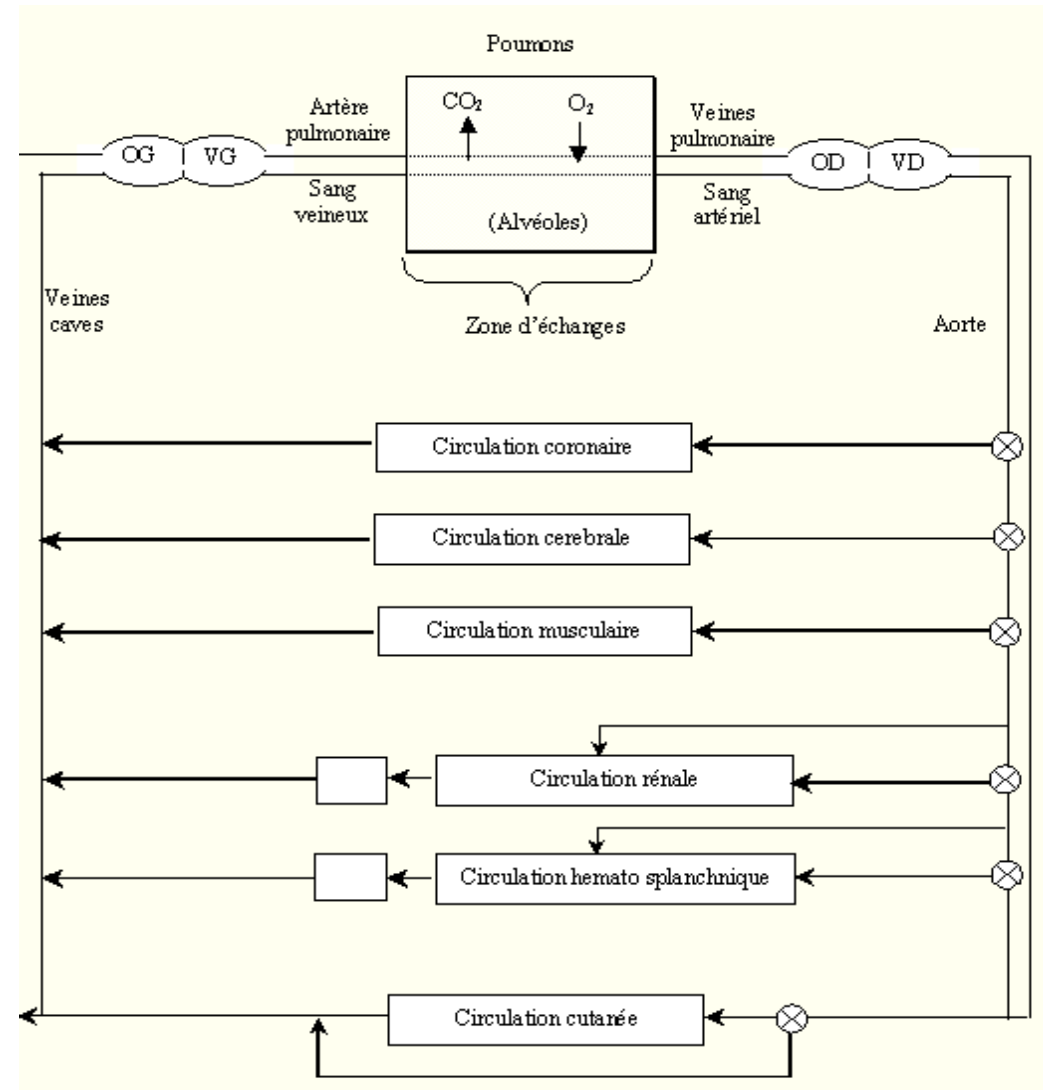 Poumons
Artère
pulmonaire
CO₂
O₂
Veines
pulmonaire
OG
VG
OD
VD
Sang
veineux
(Alvéoles)
Sang
artériel
Veines
caves
Zone d'échanges
Aorte
Circulation coronaire
Circulation cerebrale
Circulation musculaire
Circulation rénale
Circulation hemato splanchnique
Circulation cutanée